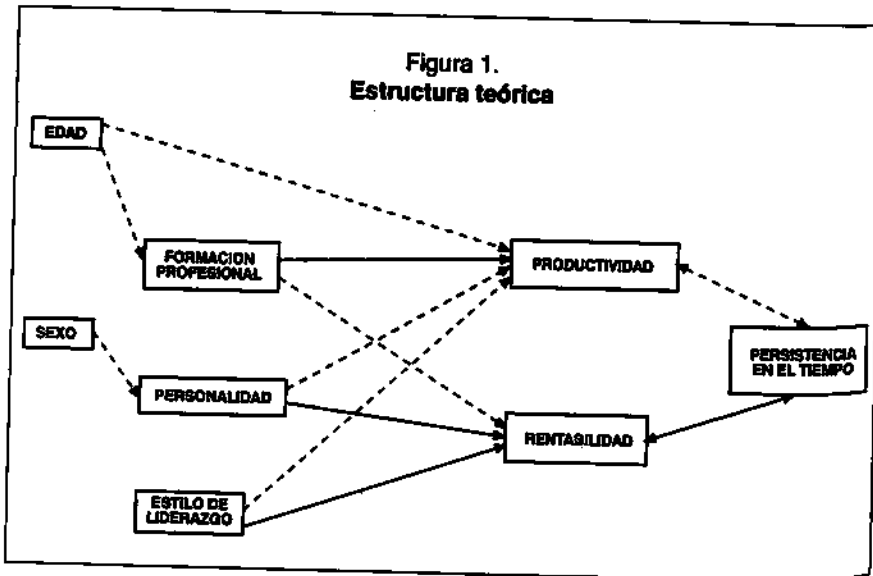 Figura 1.
Estructura teórica
EDAD
FORMACION
PROFESIONAL
PRODUCTIVIDAD
SEXO
PERSISTENCIA
EN EL TIEMPO
PERSONALIDAD
RENTABILIDAD
ESTILO DE
LIDERAZGO